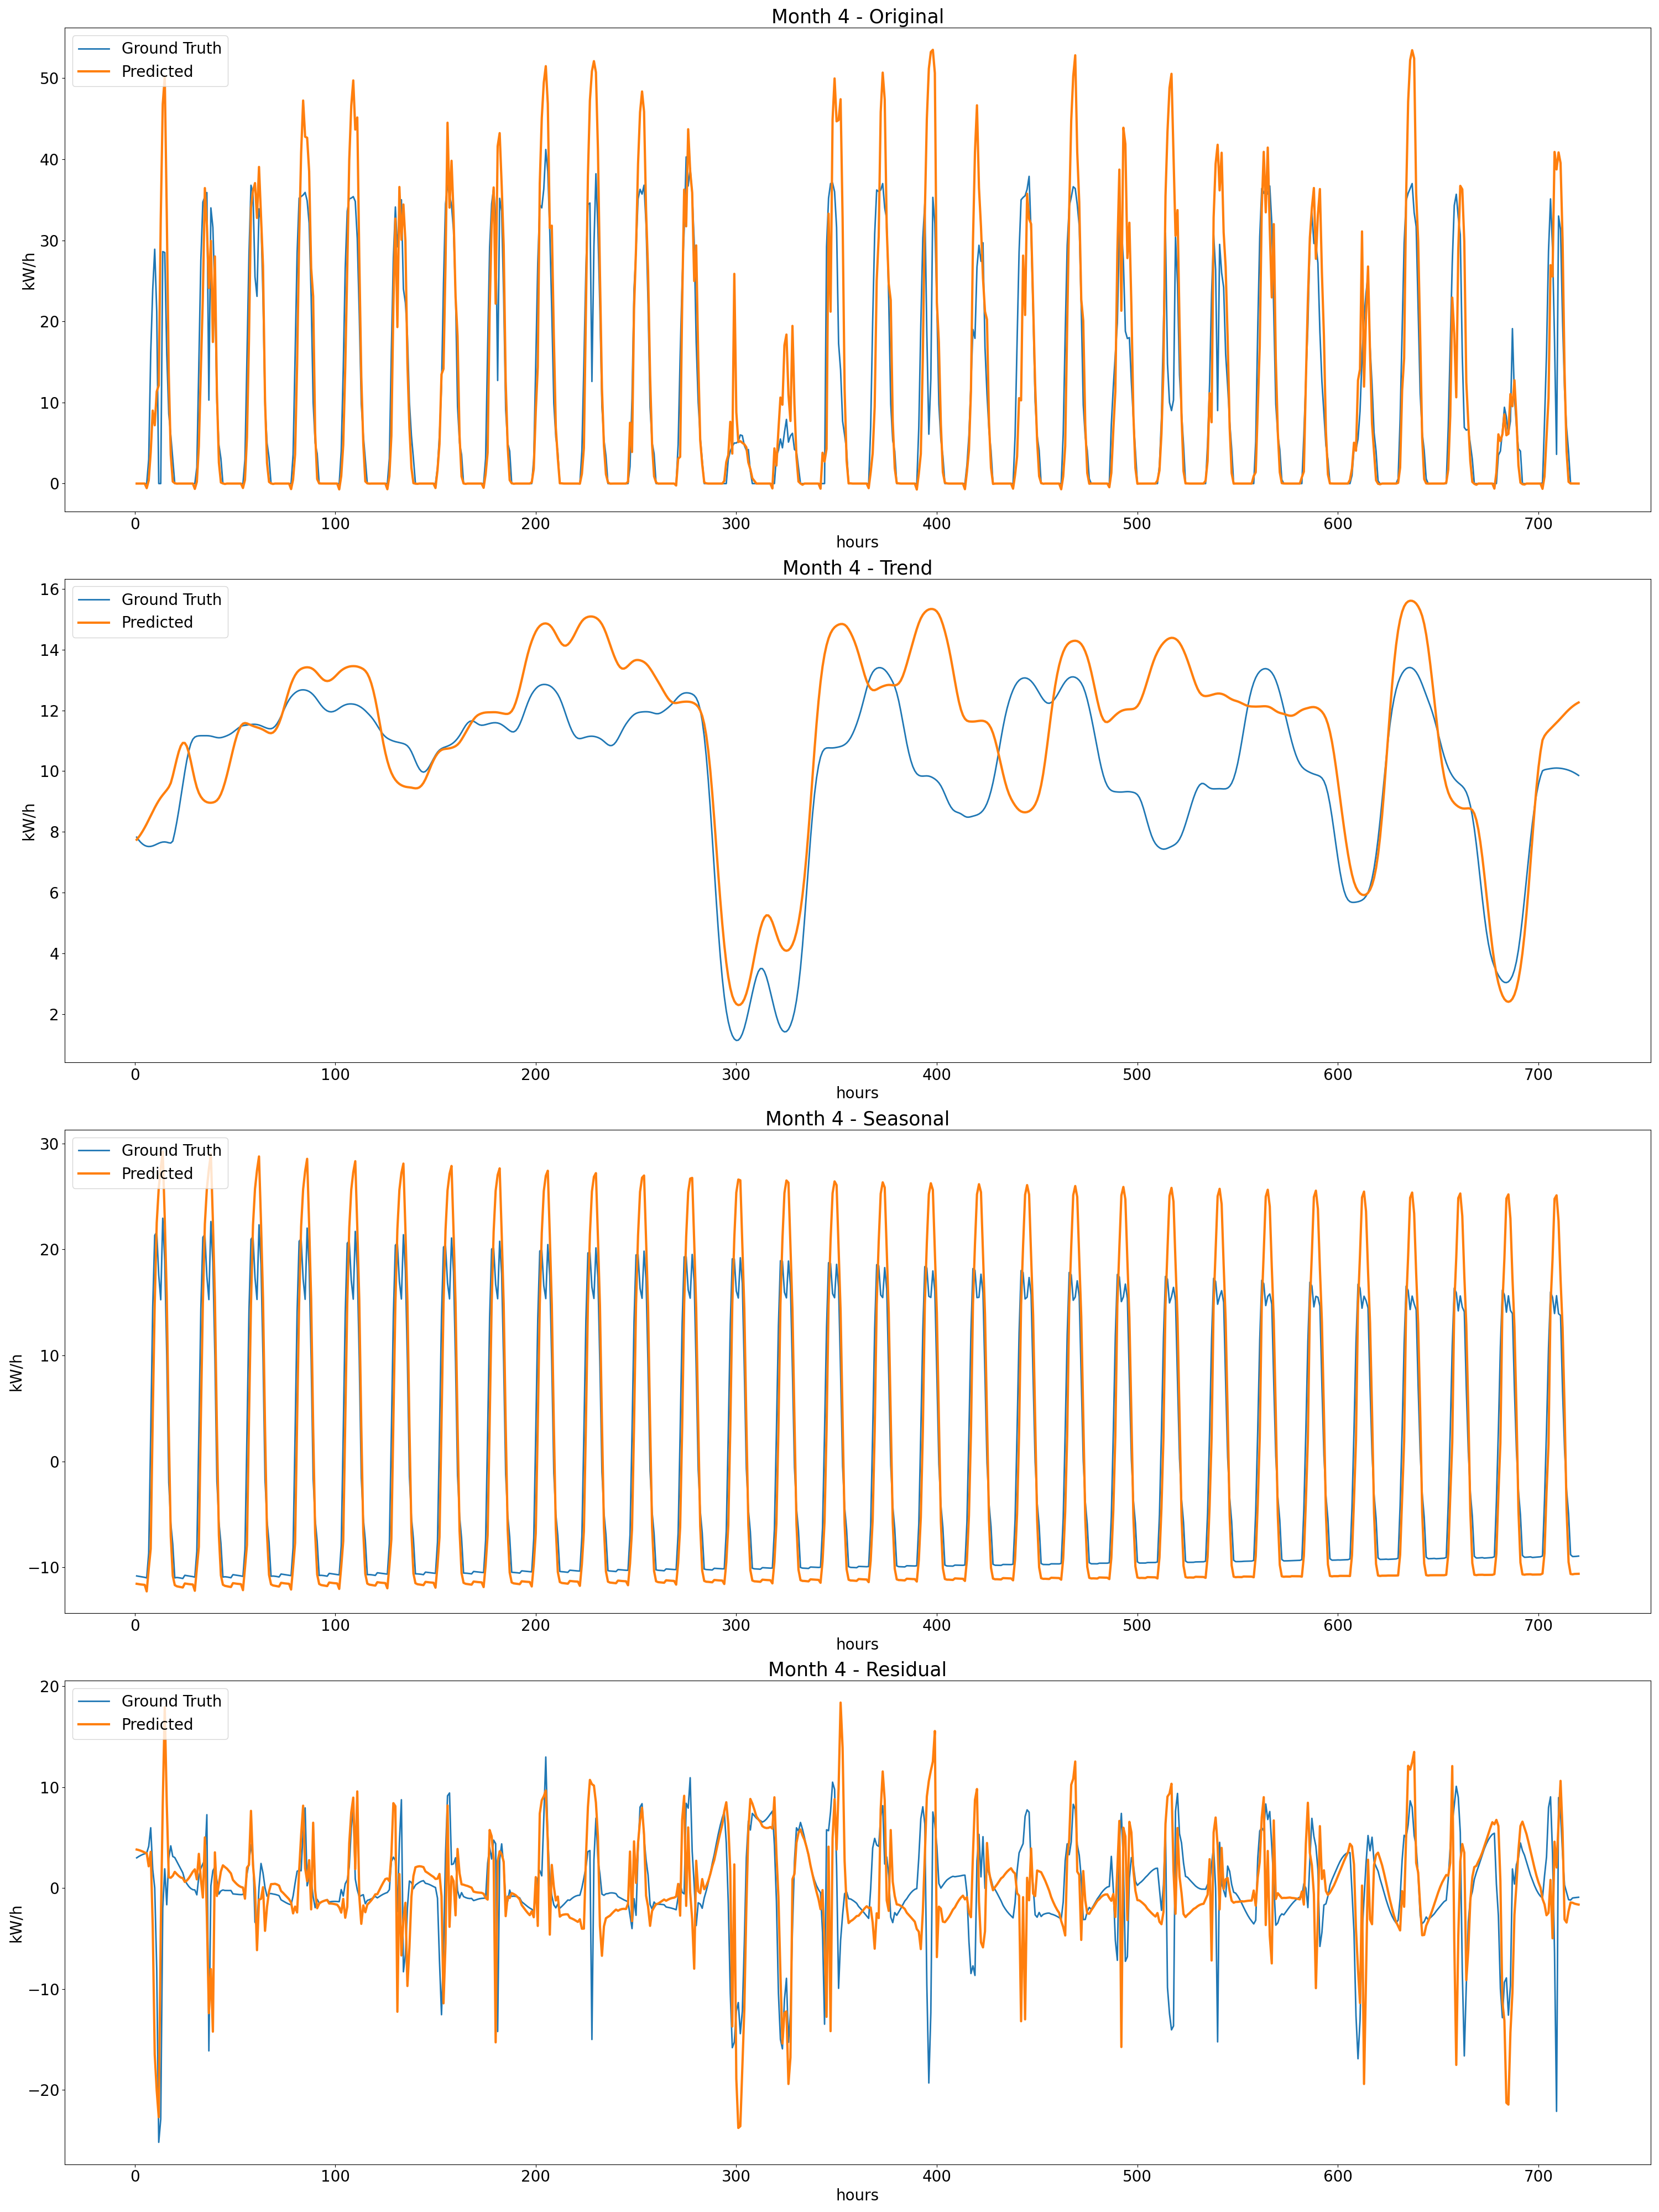 Month 4 - Original
Ground Truth
Predicted
kW/h
50
40
30
20
10
0
0 100 200 300 400 500 600 700
hours
Month 4 - Trend
Ground Truth
Predicted
kW/h
16
14
12
10
8
6
4
2
0 100 200 300 400 500 600 700
hours
Month 4 - Seasonal
Ground Truth
Predicted
kW/h
30
20
10
0
−10
0 100 200 300 400 500 600 700
hours
Month 4 - Residual
Ground Truth
Predicted
kW/h
20
10
0
−10
−20
0 100 200 300 400 500 600 700
hours